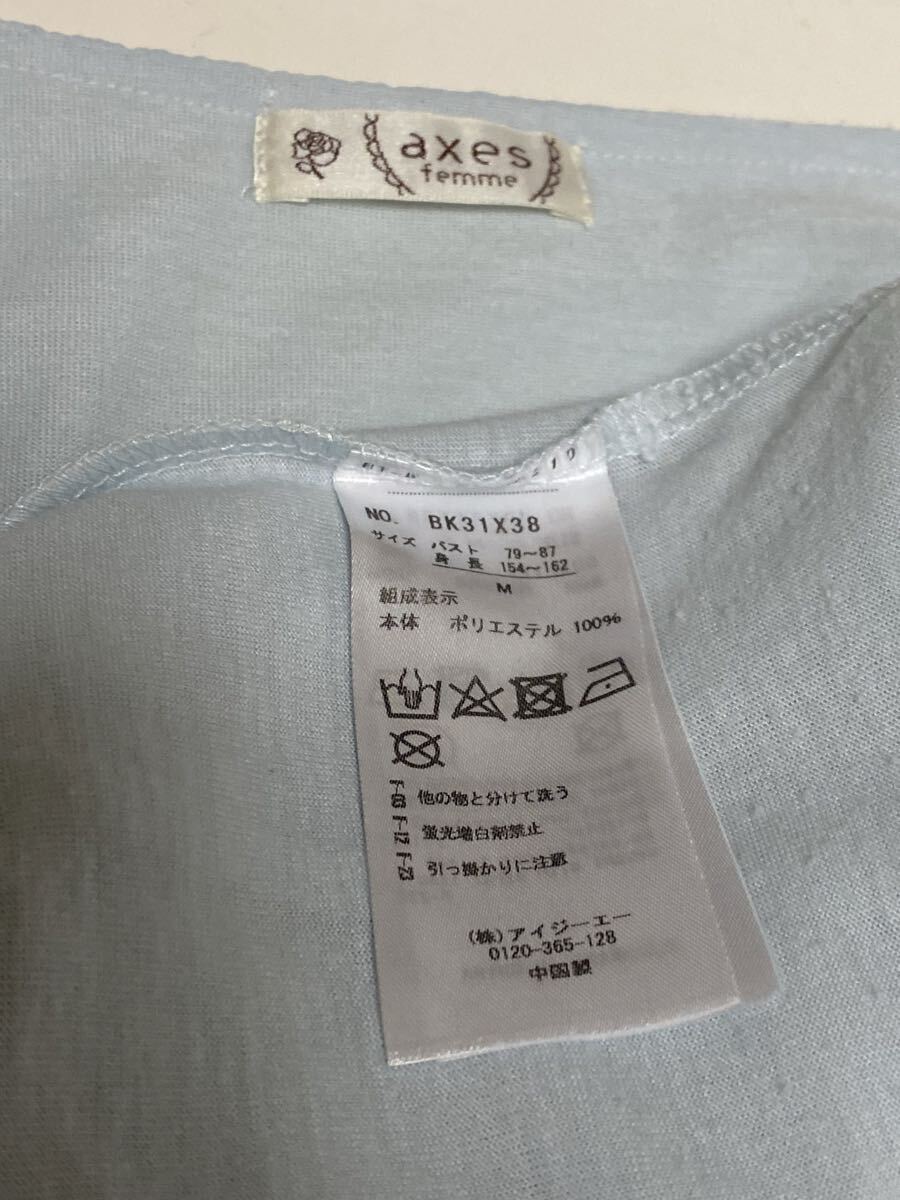 axes
femme
NO. BK31X38
サイズ バスト 79〜87
身長 154〜162
M
組成表示
本体 ポリエステル 100%
他の物と分けて洗う
蛍光増白剤禁止
引っ掛かりに注意
(株)アイジーエー
0120-365-128
中国製